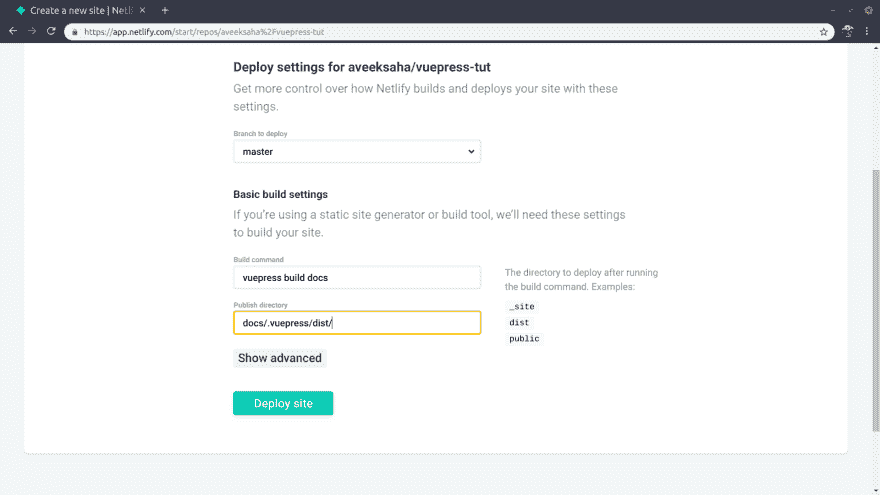 Create a new site | Netli
https://app.netlify.com/start/repos/aveeksaha%2Fvuepress-tut
Deploy settings for aveeksaha/vuepress-tut
Get more control over how Netlify builds and deploys your site with these
settings.
Branch to deploy
master
Basic build settings
If you're using a static site generator or build tool, we'll need these settings
to build your site.
Build command
vuepress build docs
The directory to deploy after running
the build command. Examples:
_site
dist
public
Publish directory
docs/.vuepress/dist/
Show advanced
Deploy site